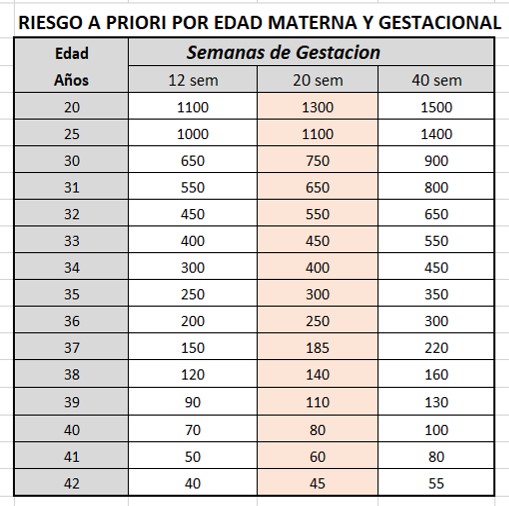 RIESGO A PRIORI POR EDAD MATERNA Y GESTACIONAL
Edad Años Semanas de Gestacion
12 sem 20 sem 40 sem
20 1100 1300 1500
25 1000 1100 1400
30 650 750 900
31 550 650 800
32 450 550 650
33 400 450 550
34 300 400 450
35 250 300 350
36 200 250 300
37 150 185 220
38 120 140 160
39 90 110 130
40 70 80 100
41 50 60 80
42 40 45 55